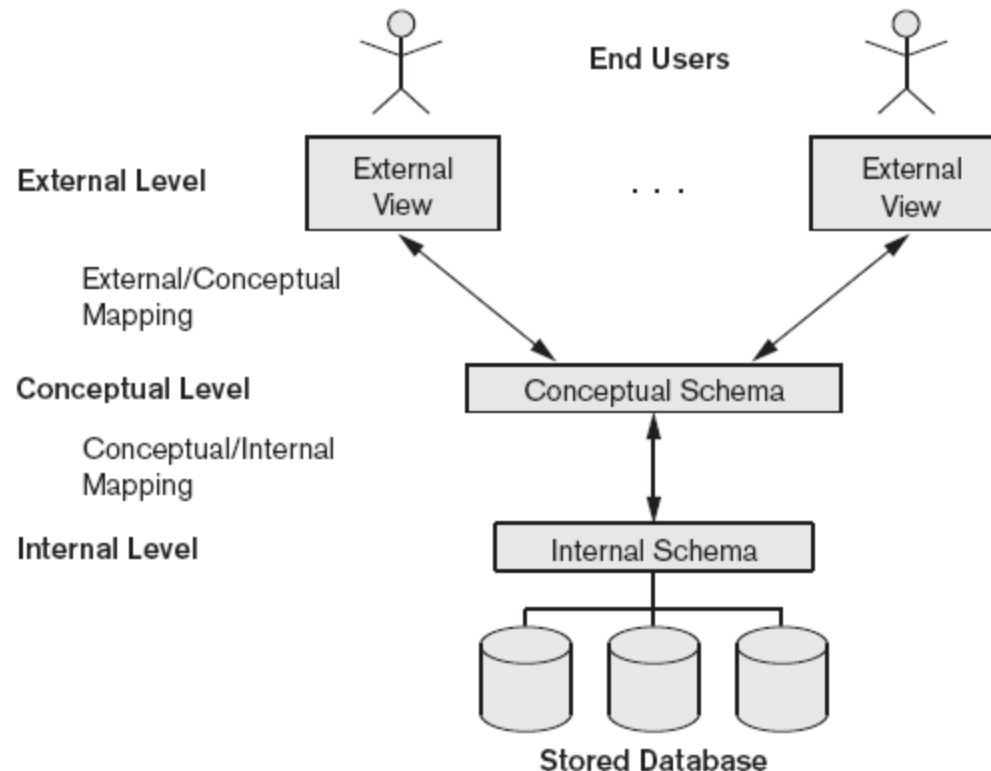 End Users
External Level
External
View
. . .
External
View
External/Conceptual
Mapping
Conceptual Level
Conceptual Schema
Conceptual/Internal
Mapping
Internal Level
Internal Schema
Stored Database